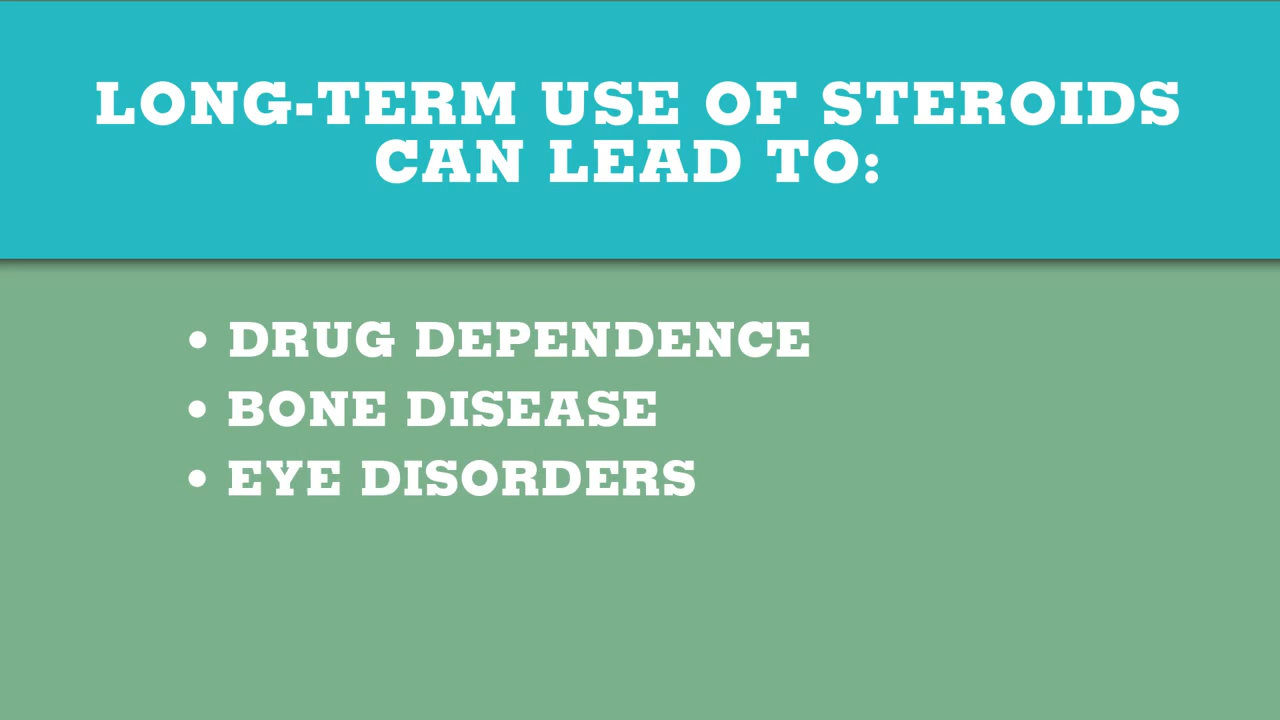 LONG-TERM USE OF STEROIDS
CAN LEAD TO:
• DRUG DEPENDENCE
• BONE DISEASE
• EYE DISORDERS